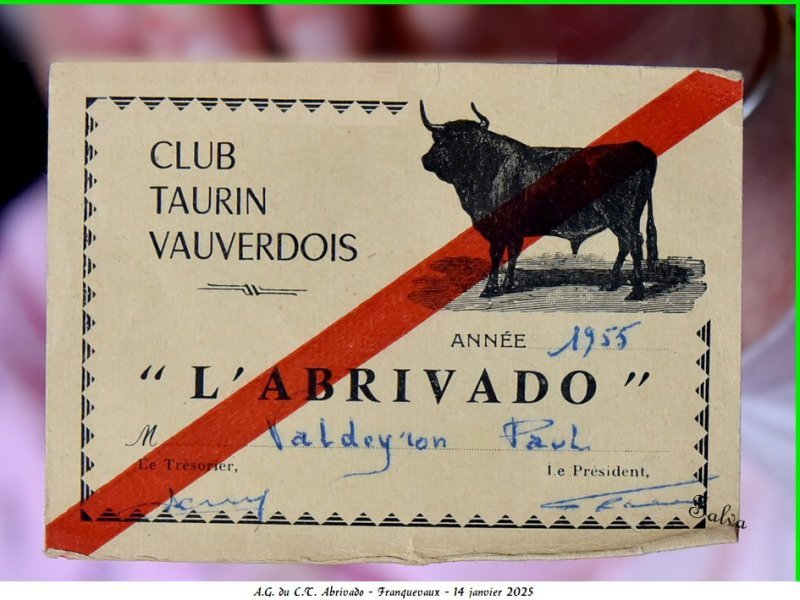 CLUB
TAURIN
VAUVERDOIS
ANNÉE 1955
" L'ABRIVADO "
M Valdeyron Paul
Le Trésorier,
Le Président,
Salva
A.G. du C.T. Abrivado - Franquevaux - 14 janvier 2025